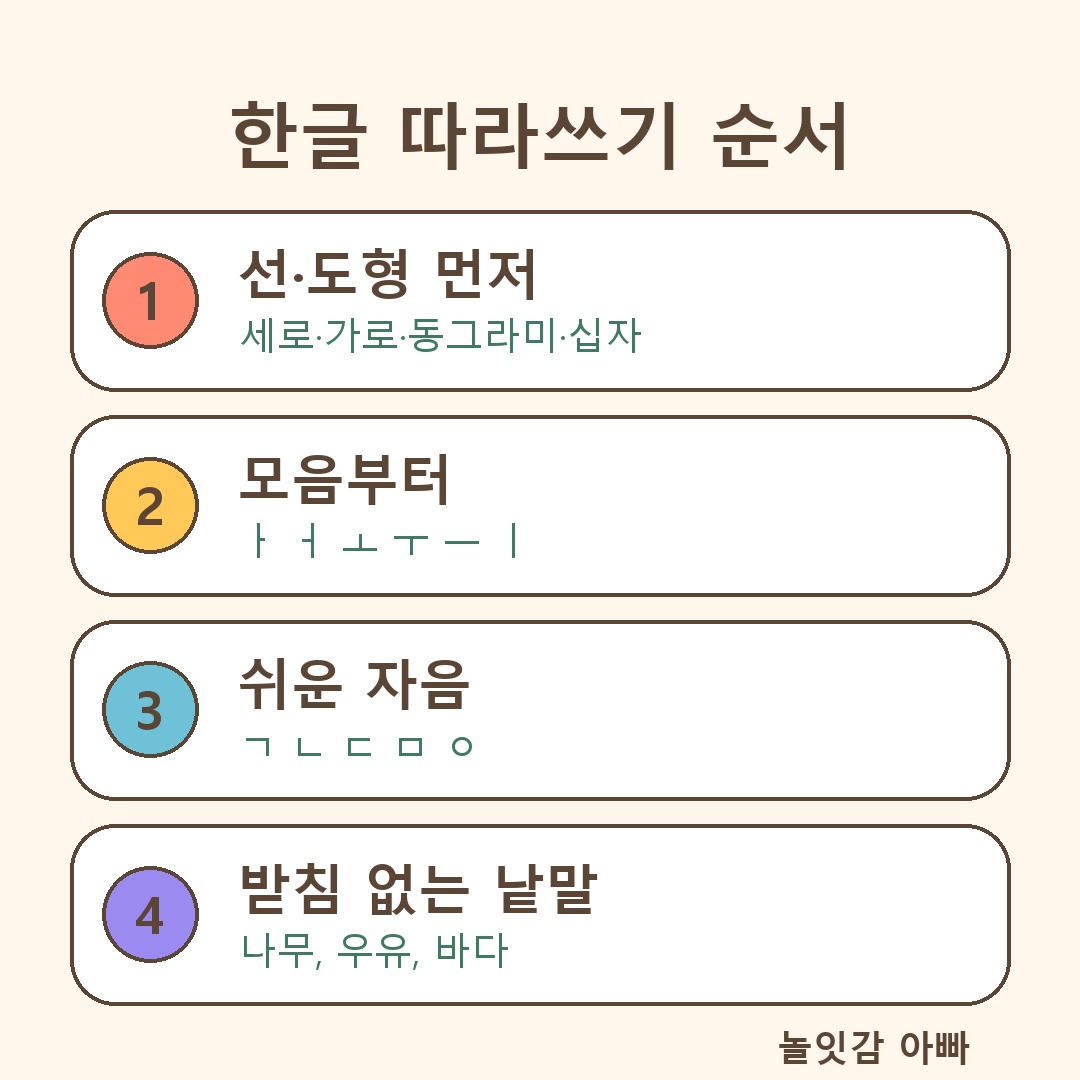 한글 따라쓰기 순서
1
선·도형 먼저
세로·가로·동그라미·십자
2
모음부터
ㅏ ㅓ ㅗ ㅜ ㅡ ㅣ
3
쉬운 자음
ㄱ ㄴ ㄷ ㅁ ㅇ
4
받침 없는 낱말
나무, 우유, 바다
놀잇감 아빠